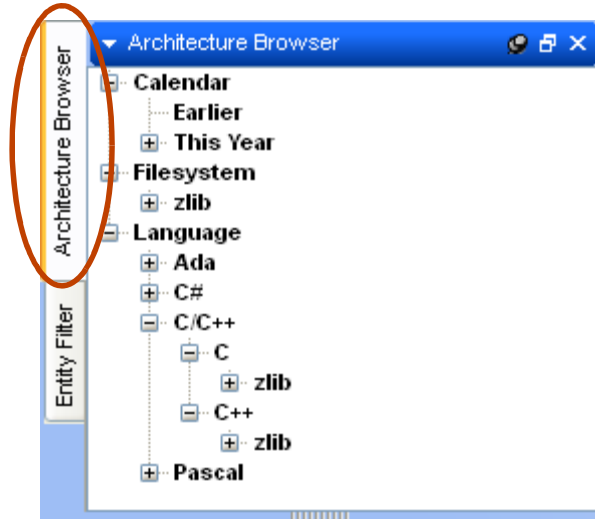 Architecture Browser
Architecture Browser
Entity Filter
Calendar
Earlier
This Year
Filesystem
zlib
Language
Ada
C#
C/C++
C
zlib
C++
zlib
Pascal